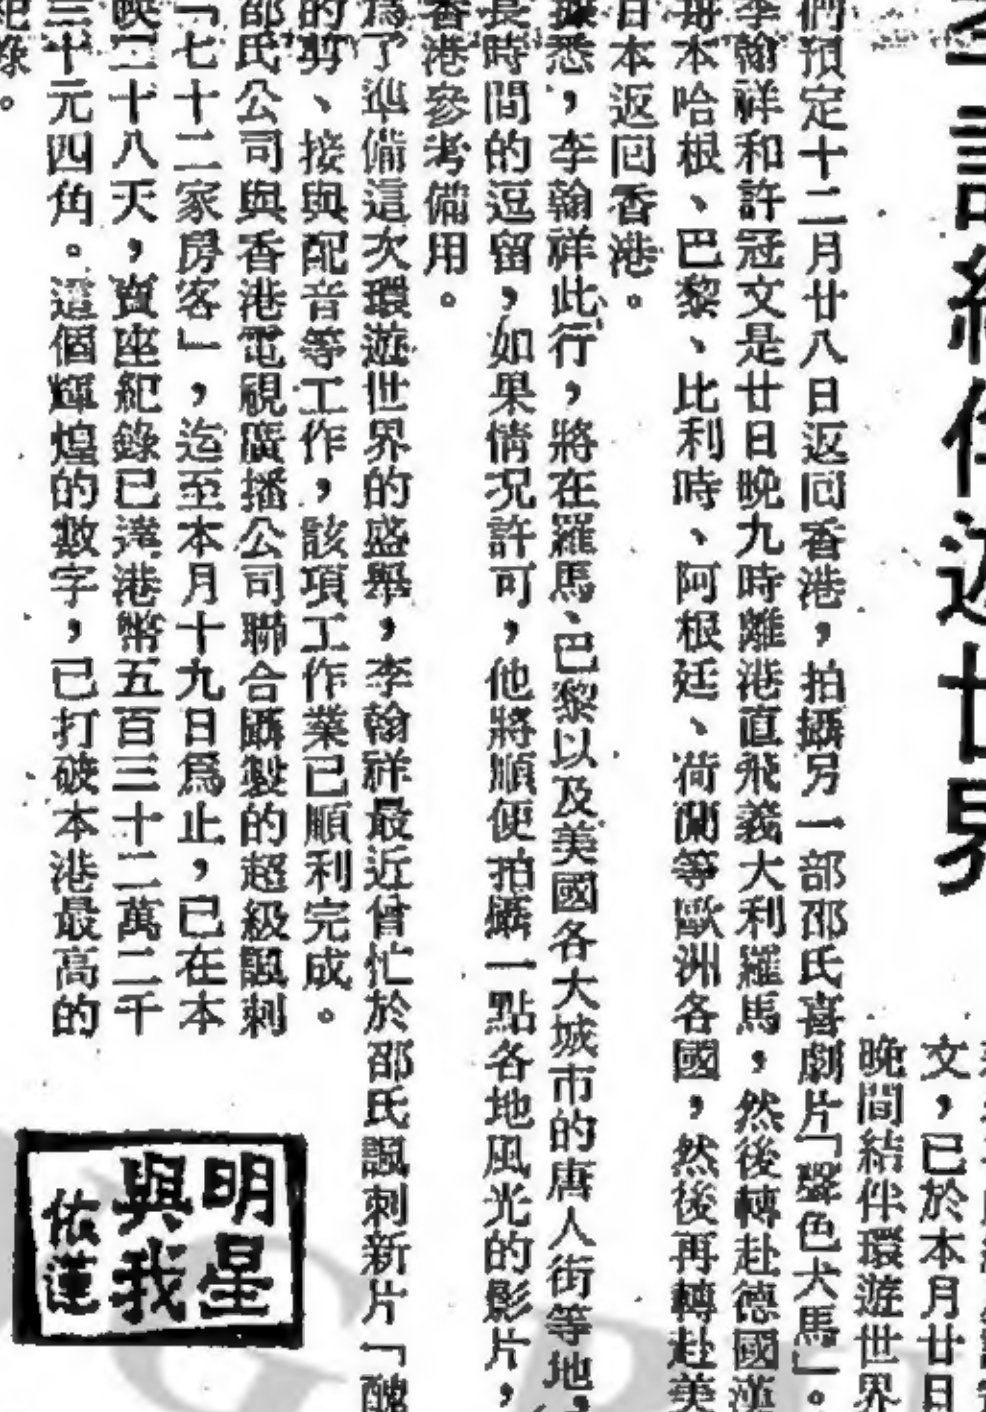 許結伴遊世界
文，已於本月廿日
晚間結伴環遊世界
們預定十二月廿八日返回香港，拍攝另一部邵氏喜劇片「聲色犬馬」。
李翰祥和許冠文是廿日晚九時離港直飛義大利羅馬，然後轉赴德國漢
哥本哈根、巴黎、比利時、阿根廷、荷蘭等歐洲各國，然後再轉赴美
日本返回香港。
據悉，李翰祥此行，將在羅馬、巴黎以及美國各大城市的唐人街等地，
長時間的逗留，如果情況許可，他將順便拍攝一點各地風光的影片，
香港參考備用。
為了準備這次環遊世界的盛舉，李翰祥最近曾忙於邵氏諷刺新片「醜
的剪、接與配音等工作，該項工作業已順利完成。
邵氏公司與香港電視廣播公司聯合攝製的超級諷刺
「七十二家房客」，迄至本月十九日為止，已在本
映二十八天，賣座紀錄已達港幣五百三十二萬二千
三十元四角。這個輝煌的數字，已打破本港最高的
紀錄。
明星
與我
依蓮